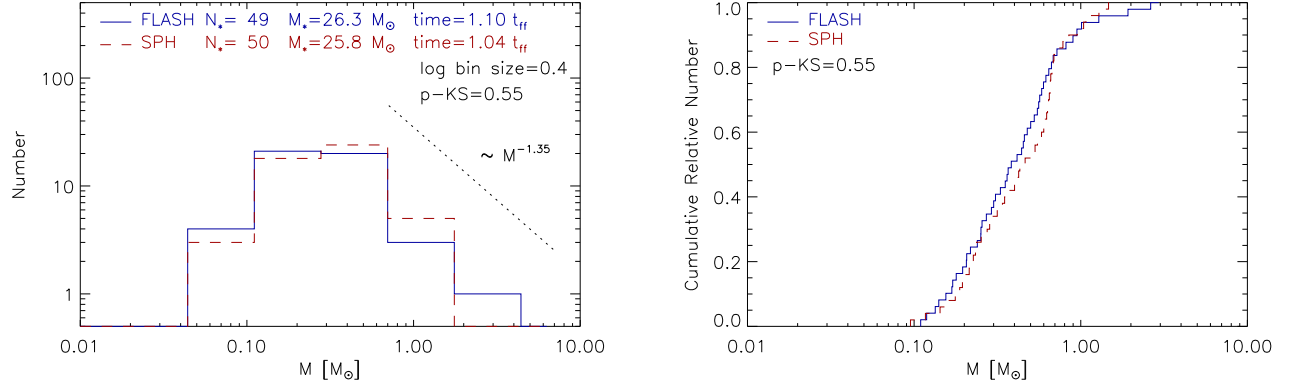 FLASH N*= 49 M*=26.3 M☉ time=1.10 t_ff
SPH N*= 50 M*=25.8 M☉ time=1.04 t_ff
log bin size=0.4
p−KS=0.55
~ M^−1.35
100
10
1
Number
0.01 0.10 1.00 10.00
M [M☉]
FLASH
SPH
p−KS=0.55
1.0
0.8
0.6
0.4
0.2
0.0
Cumulative Relative Number
0.01 0.10 1.00 10.00
M [M☉]